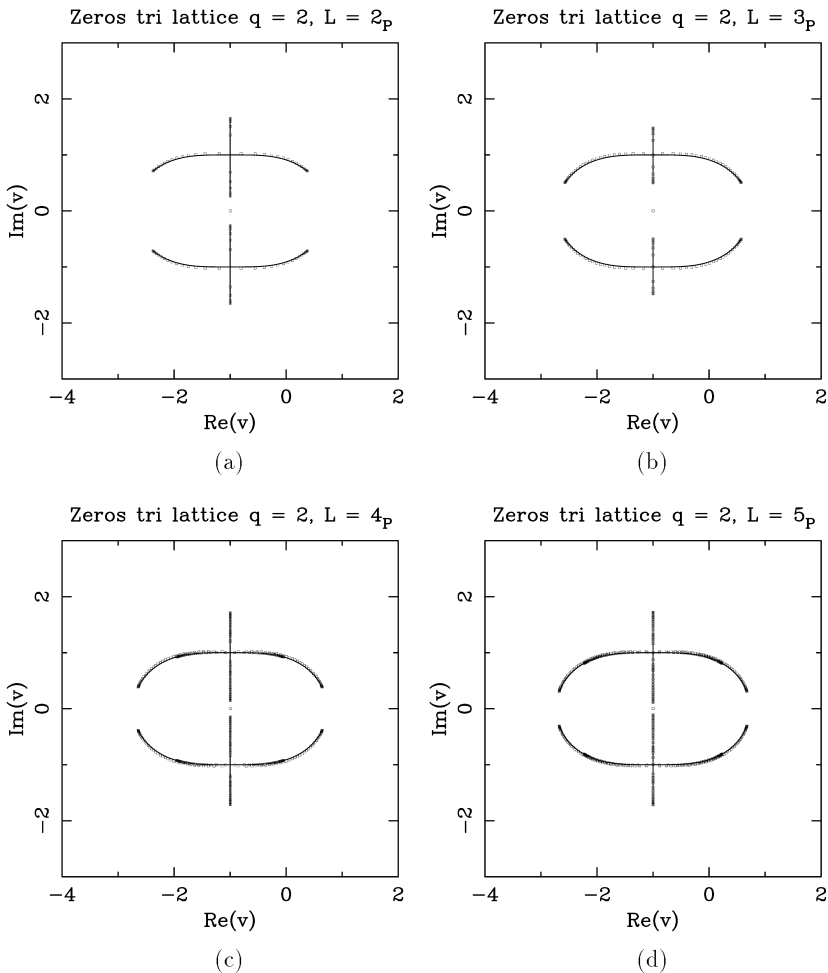 Zeros tri lattice q = 2, L = 2P
Im(v)
2
0
−2
−4
−2
0
2
Re(v)
(a)
Zeros tri lattice q = 2, L = 3P
Im(v)
2
0
−2
−4
−2
0
2
Re(v)
(b)
Zeros tri lattice q = 2, L = 4P
Im(v)
2
0
−2
−4
−2
0
2
Re(v)
(c)
Zeros tri lattice q = 2, L = 5P
Im(v)
2
0
−2
−4
−2
0
2
Re(v)
(d)